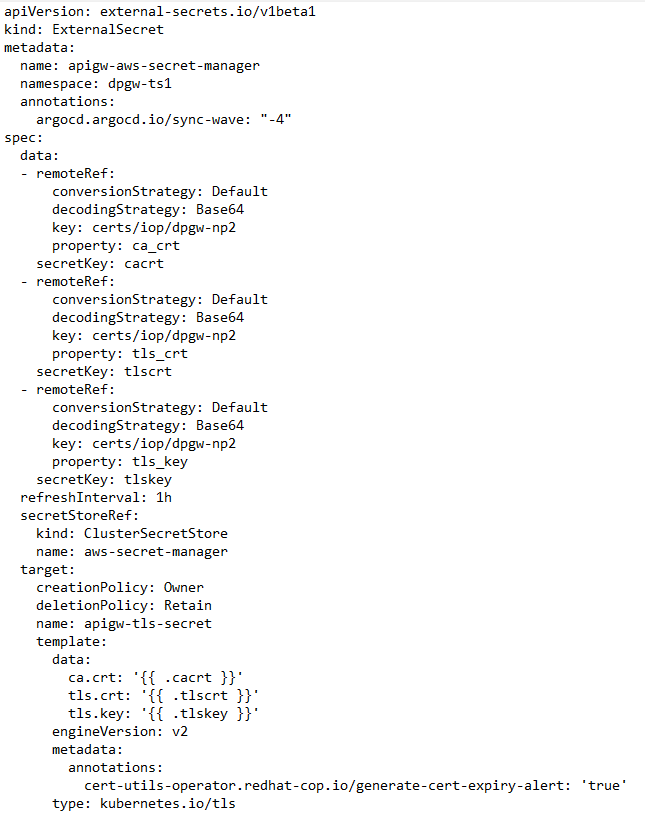 apiVersion: external-secrets.io/v1beta1
kind: ExternalSecret
metadata:
  name: apigw-aws-secret-manager
  namespace: dpgw-ts1
  annotations:
    argocd.argocd.io/sync-wave: "-4"
spec:
  data:
  - remoteRef:
      conversionStrategy: Default
      decodingStrategy: Base64
      key: certs/iop/dpgw-np2
      property: ca_crt
    secretKey: cacrt
  - remoteRef:
      conversionStrategy: Default
      decodingStrategy: Base64
      key: certs/iop/dpgw-np2
      property: tls_crt
    secretKey: tlscrt
  - remoteRef:
      conversionStrategy: Default
      decodingStrategy: Base64
      key: certs/iop/dpgw-np2
      property: tls_key
    secretKey: tlskey
  refreshInterval: 1h
  secretStoreRef:
    kind: ClusterSecretStore
    name: aws-secret-manager
  target:
    creationPolicy: Owner
    deletionPolicy: Retain
    name: apigw-tls-secret
    template:
      data:
        ca.crt: '{{ .cacrt }}'
        tls.crt: '{{ .tlscrt }}'
        tls.key: '{{ .tlskey }}'
      engineVersion: v2
      metadata:
        annotations:
          cert-utils-operator.redhat-cop.io/generate-cert-expiry-alert: 'true'
      type: kubernetes.io/tls